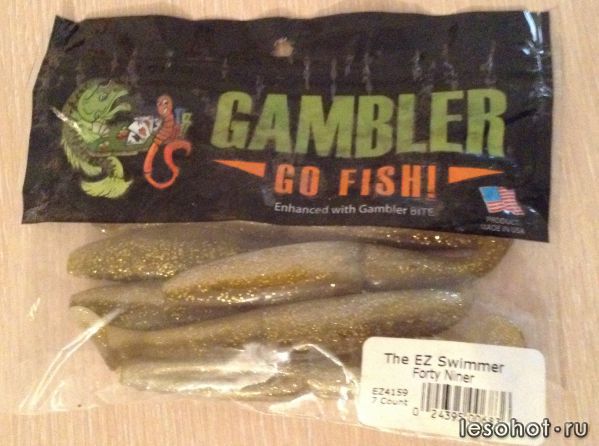 GAMBLER
GO FISH!
Enhanced with Gambler BITE
PRODUCT
MADE IN USA
The EZ Swimmer
Forty Niner
EZ4159
7 Count
lesohot.ru